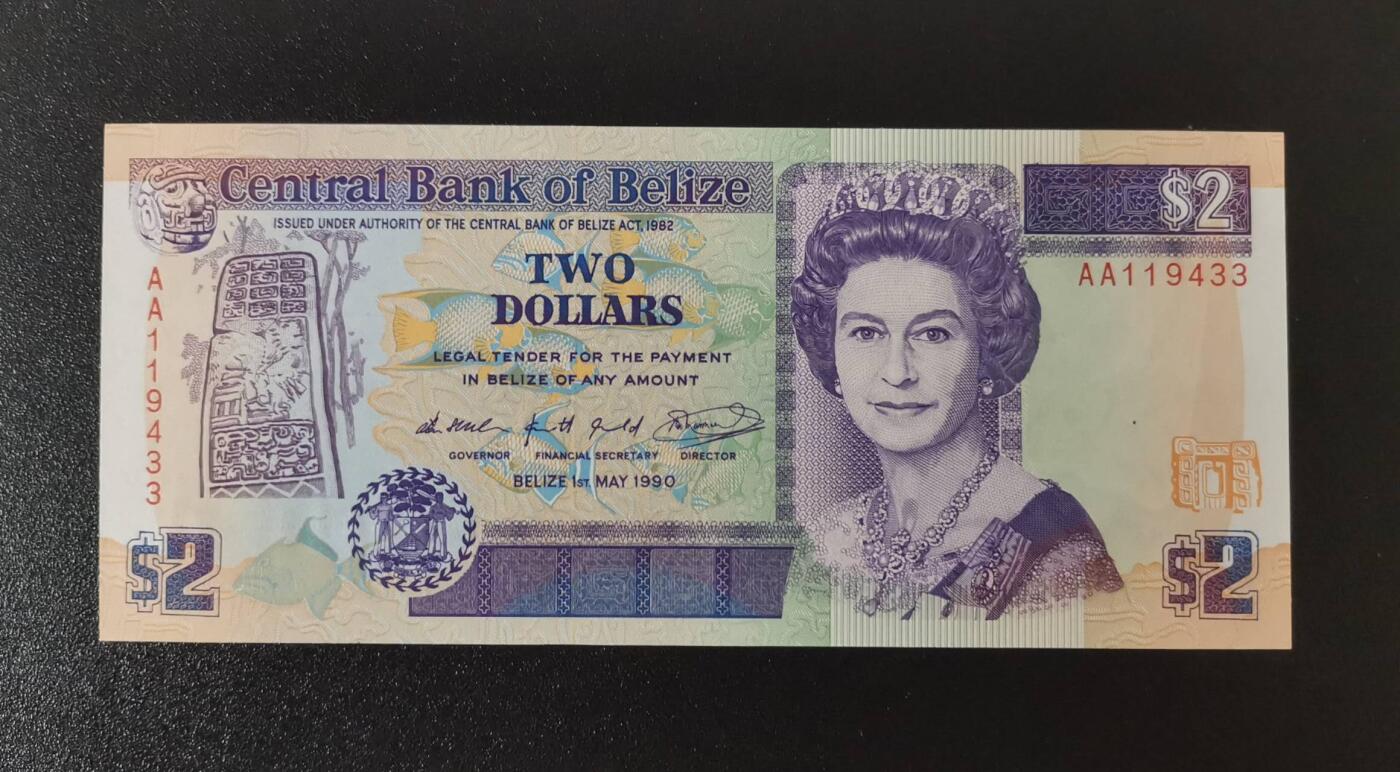 Central Bank of Belize
ISSUED UNDER AUTHORITY OF THE CENTRAL BANK OF BELIZE ACT, 1982
$2
AA119433
AA119433
TWO
DOLLARS
LEGAL TENDER FOR THE PAYMENT
IN BELIZE OF ANY AMOUNT
GOVERNOR FINANCIAL SECRETARY DIRECTOR
BELIZE 1ST MAY 1990
$2
$2